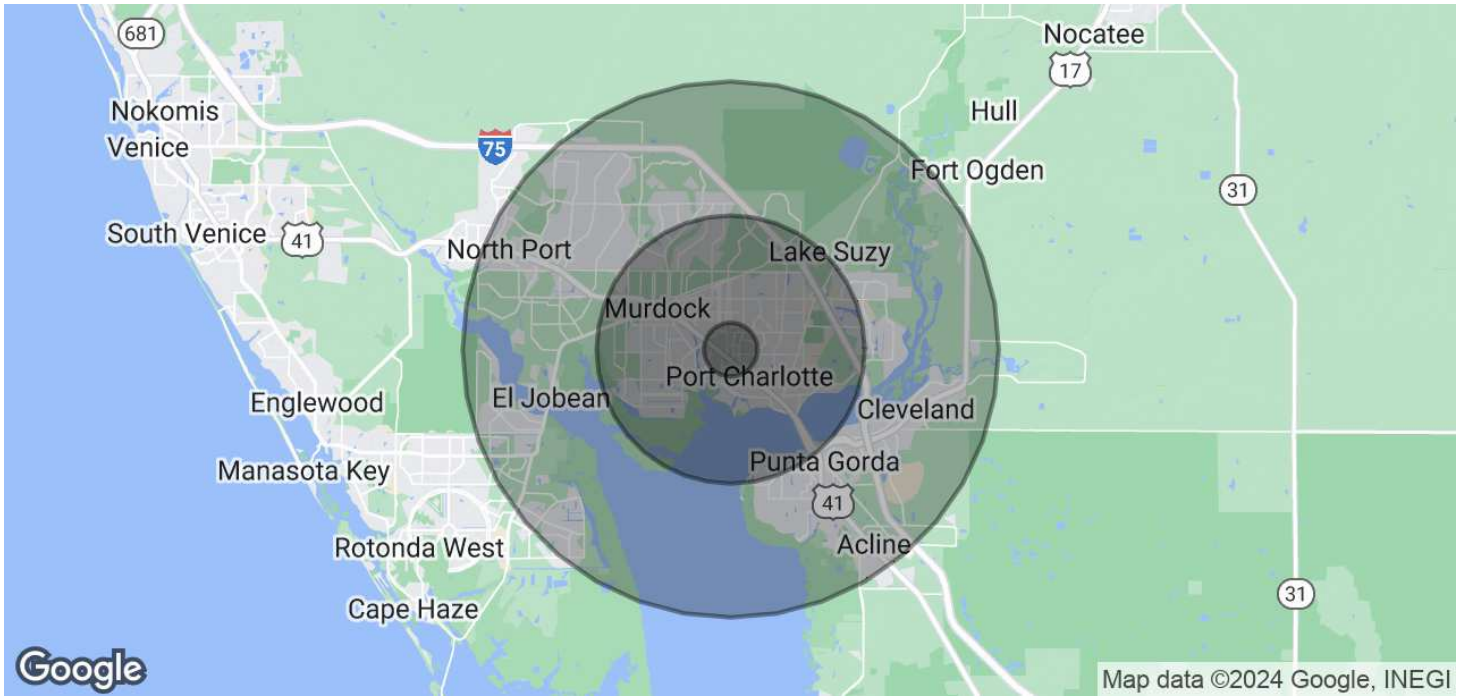 681
Nocatee
17
Nokomis
Hull
Venice
75
Fort Ogden
31
South Venice
41
North Port
Lake Suzy
Murdock
Port Charlotte
El Jobean
Englewood
Cleveland
Manasota Key
Punta Gorda
41
Rotonda West
Acline
31
Cape Haze
Google
Map data ©2024 Google, INEGI